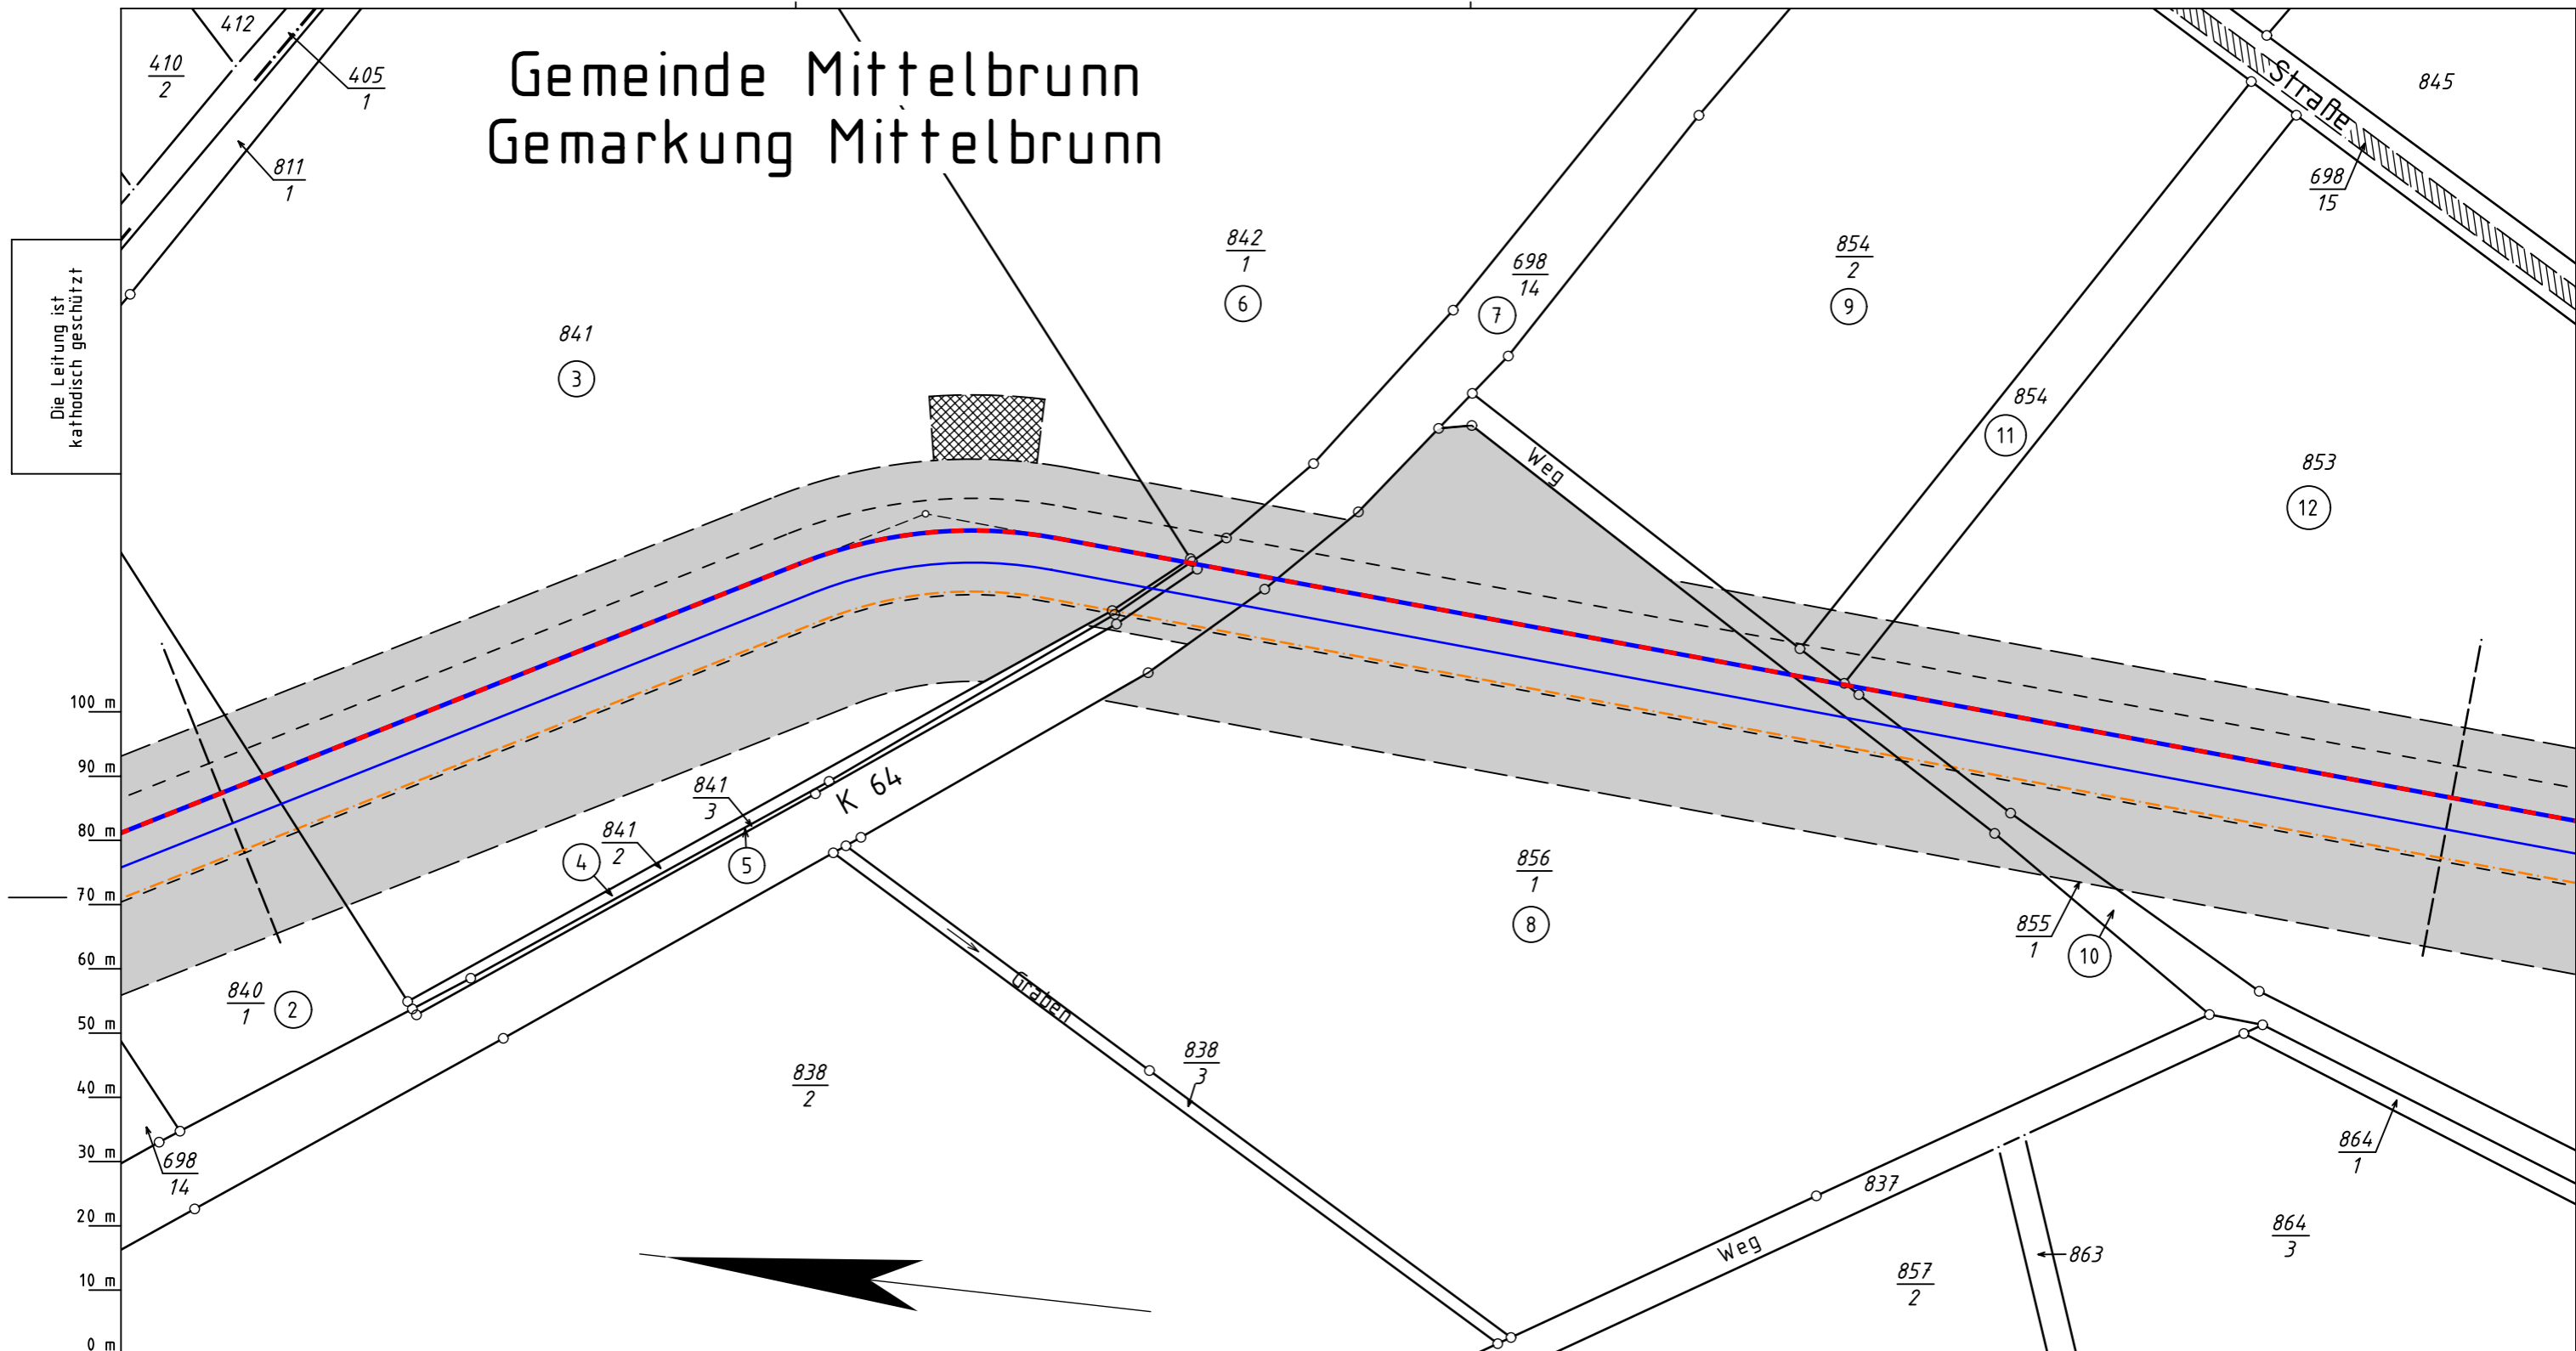 412
410
2
405
1
811
1
Gemeinde Mittelbrunn
Gemarkung Mittelbrunn
Straße
845
698
15
842
1
6
698
14
7
854
2
9
Die Leitung ist
kathodisch geschützt
841
3
854
11
Weg
853
12
100 m
90 m
80 m
70 m
60 m
50 m
40 m
30 m
20 m
10 m
0 m
841
3
K 64
841
2
4
5
856
1
8
855
1
10
840
1
2
Graben
838
3
838
2
698
14
864
1
837
Weg
863
864
3
857
2